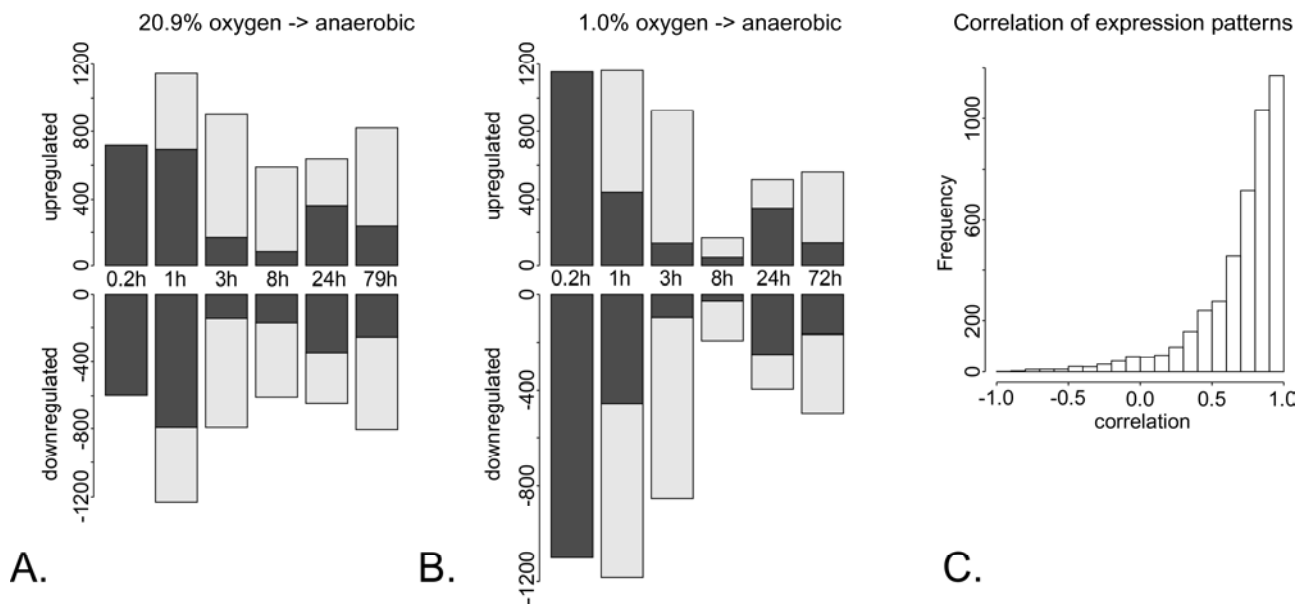 20.9% oxygen -> anaerobic
upregulated
1200
800
400
0
0.2h 1h 3h 8h 24h 79h
downregulated
0
-400
-800
-1200
A.
1.0% oxygen -> anaerobic
upregulated
1200
800
400
0
0.2h 1h 3h 8h 24h 72h
downregulated
0
-400
-800
-1200
B.
Correlation of expression patterns
Frequency
1000
600
200
0
-1.0 -0.5 0.0 0.5 1.0
correlation
C.